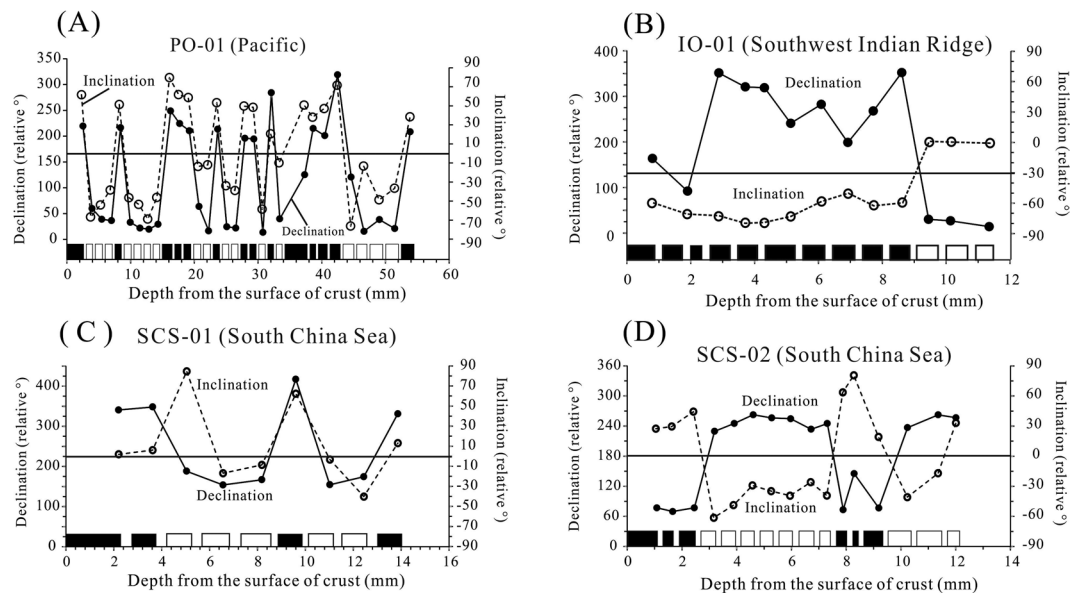 (A)
PO-01 (Pacific)
Declination (relative °)
350
300
250
200
150
100
50
0
Inclination
Declination
90
70
50
30
10
-10
-30
-50
-70
-90
Inclination (relative °)
0 10 20 30 40 50 60
Depth from the surface of crust (mm)
(B)
IO-01 (Southwest Indian Ridge)
Declination (relative °)
400
300
200
100
0
Declination
Inclination
90
60
30
0
-30
-60
-90
Inclination (relative °)
0 2 4 6 8 10 12
Depth from the surface of crust (mm)
(C)
SCS-01 (South China Sea)
Declination (relative °)
400
300
200
100
0
Inclination
Declination
90
70
50
30
10
-10
-30
-50
-70
-90
Inclination (relative °)
0 2 4 6 8 10 12 14 16
Depth from the surface of crust (mm)
(D)
SCS-02 (South China Sea)
Declination (relative °)
360
300
240
180
120
60
0
Declination
Inclination
90
60
30
0
-30
-60
-90
Inclination (relative °)
0 2 4 6 8 10 12 14
Depth from the surface of crust (mm)